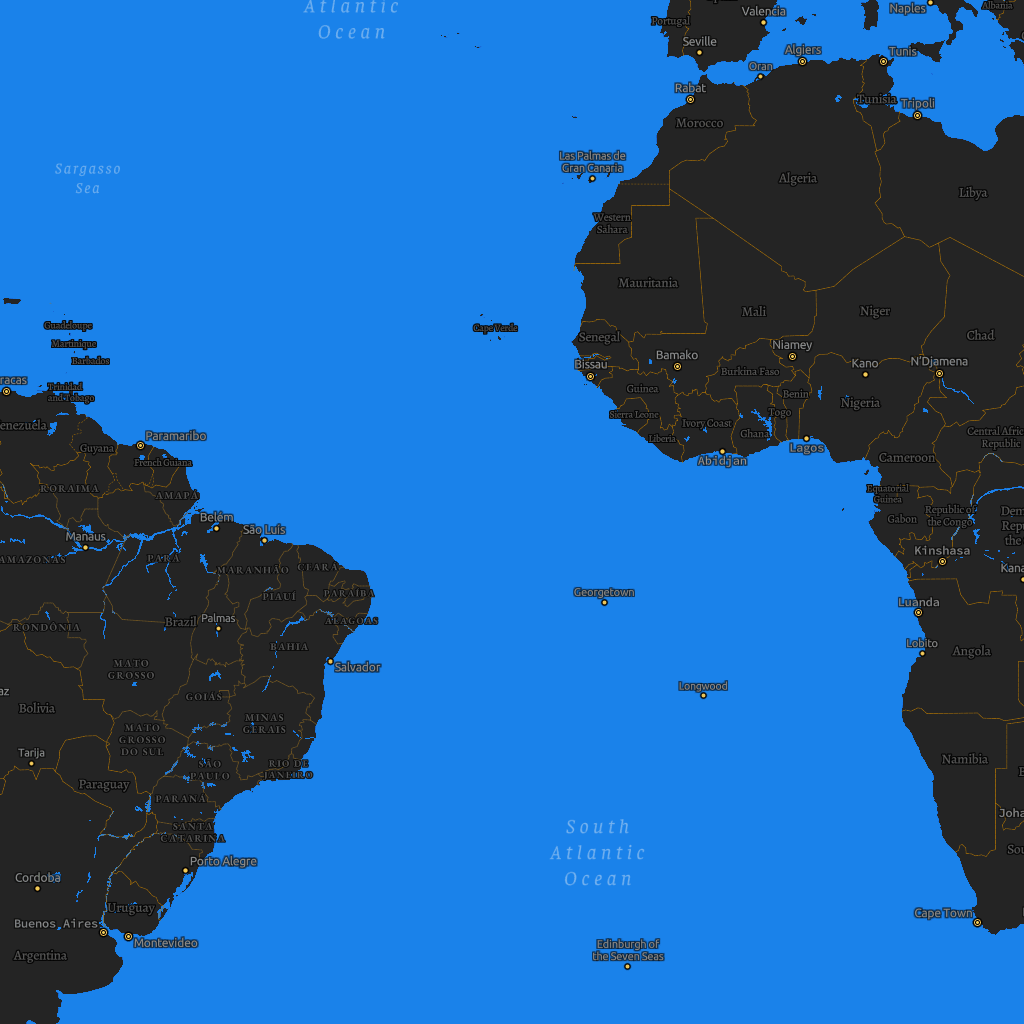 Atlantic
Ocean
Naples
Albania
Valencia
Portugal
Seville
Algiers
Tunis
Oran
Rabat
Tunisia
Tripoli
Morocco
Las Palmas de
Gran Canaria
Sargasso
Sea
Algeria
Libya
Western
Sahara
Mauritania
Mali
Niger
Chad
Guadeloupe
Martinique
Barbados
Cape Verde
Senegal
Bissau
Bamako
Niamey
Kano
N'Djamena
Burkina Faso
racas
Trinidad
and Tobago
Guinea
Benin
Nigeria
Sierra Leone
Togo
Ivory Coast
Ghana
Liberia
enezuela
Paramaribo
Guyana
French Guiana
Abidjan
Lagos
Central Afric
Republic
Cameroon
RORAIMA
AMAPÁ
Equatorial
Guinea
Republic of
the Congo
Gabon
Dem
Rep
the
Belém
São Luís
Manaus
AMAZONAS
PARÁ
MARANHÃO
CEARÁ
Kinshasa
Kana
PIAUÍ
PARAÍBA
Georgetown
Luanda
RONDÔNIA
Brazil
Palmas
ALAGOAS
BAHIA
Lobito
Angola
MATO
GROSSO
Salvador
az
Bolivia
GOIÁS
Longwood
MINAS
GERAIS
MATO
GROSSO
DO SUL
Tarija
SÃO
PAULO
RIO DE
JANEIRO
Namibia
Paraguay
PARANÁ
Joha
SANTA
CATARINA
South
Atlantic
Ocean
Sou
Porto Alegre
Cordoba
Uruguay
Buenos Aires
Montevideo
Cape Town
Edinburgh of
the Seven Seas
Argentina